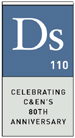 Ds
110
CELEBRATING
C&EN'S
80TH
ANNIVERSARY